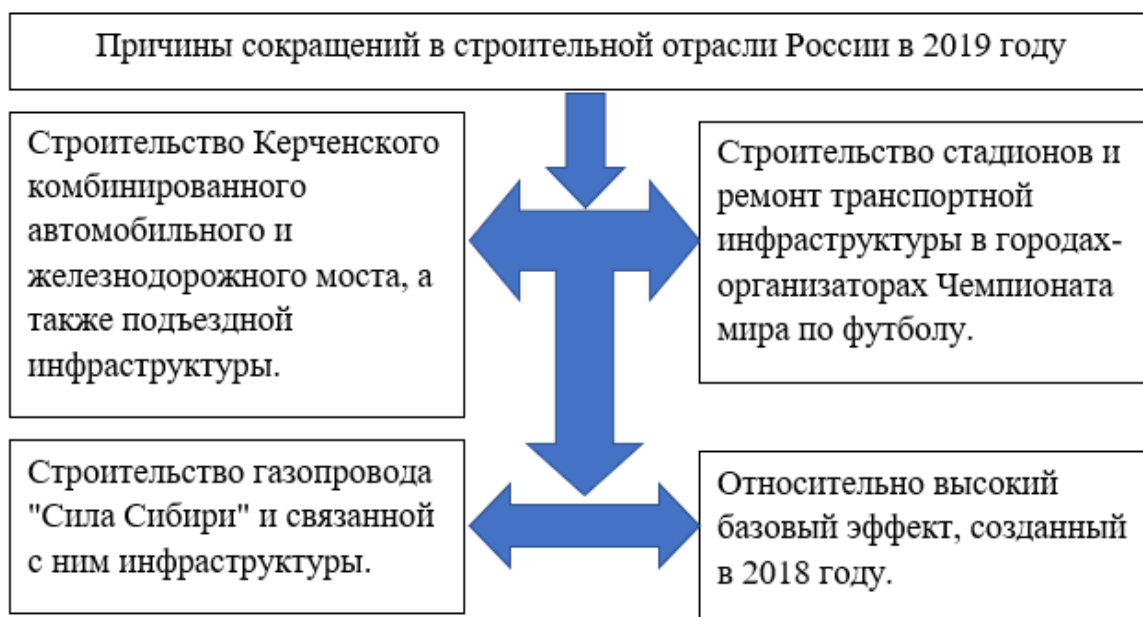 Причины сокращений в строительной отрасли России в 2019 году
Строительство Керченского
комбинированного
автомобильного и
железнодорожного моста, а
также подъездной
инфраструктуры.
Строительство стадионов и
ремонт транспортной
инфраструктуры в городах-
организаторах Чемпионата
мира по футболу.
Строительство газопровода
"Сила Сибири" и связанной
с ним инфраструктуры.
Относительно высокий
базовый эффект, созданный
в 2018 году.